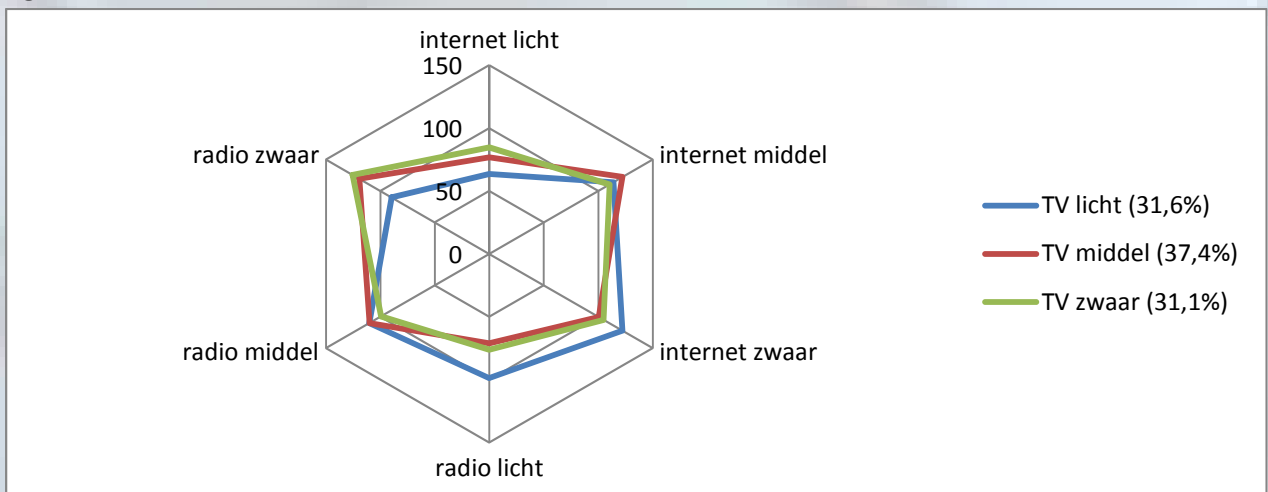 internet licht
150
radio zwaar
100
internet middel
50
TV licht (31,6%)
0
TV middel (37,4%)
TV zwaar (31,1%)
radio middel
internet zwaar
radio licht